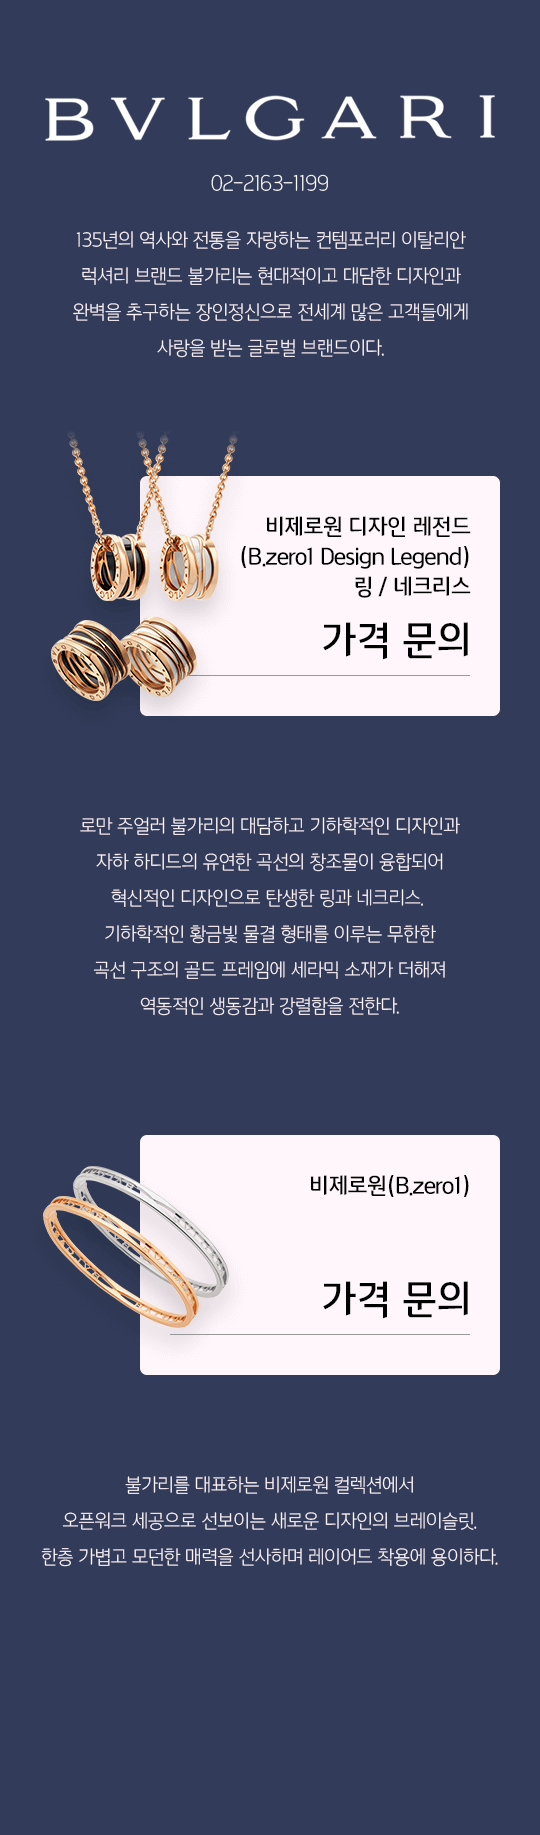 BVLGARI
02-2163-1199
135년의 역사와 전통을 자랑하는 컨템포러리 이탈리안
럭셔리 브랜드 불가리는 현대적이고 대담한 디자인과
완벽을 추구하는 장인정신으로 전세계 많은 고객들에게
사랑을 받는 글로벌 브랜드이다.
비제로원 디자인 레전드
(B.zero1 Design Legend)
링 / 네크리스
가격 문의
로만 주얼러 불가리의 대담하고 기하학적인 디자인과
자하 하디드의 유연한 곡선의 창조물이 융합되어
혁신적인 디자인으로 탄생한 링과 네크리스.
기하학적인 황금빛 물결 형태를 이루는 무한한
곡선 구조의 골드 프레임에 세라믹 소재가 더해져
역동적인 생동감과 강렬함을 전한다.
비제로원(B.zero1)
가격 문의
불가리를 대표하는 비제로원 컬렉션에서
오픈워크 세공으로 선보이는 새로운 디자인의 브레이슬릿.
한층 가볍고 모던한 매력을 선사하며 레이어드 착용에 용이하다.